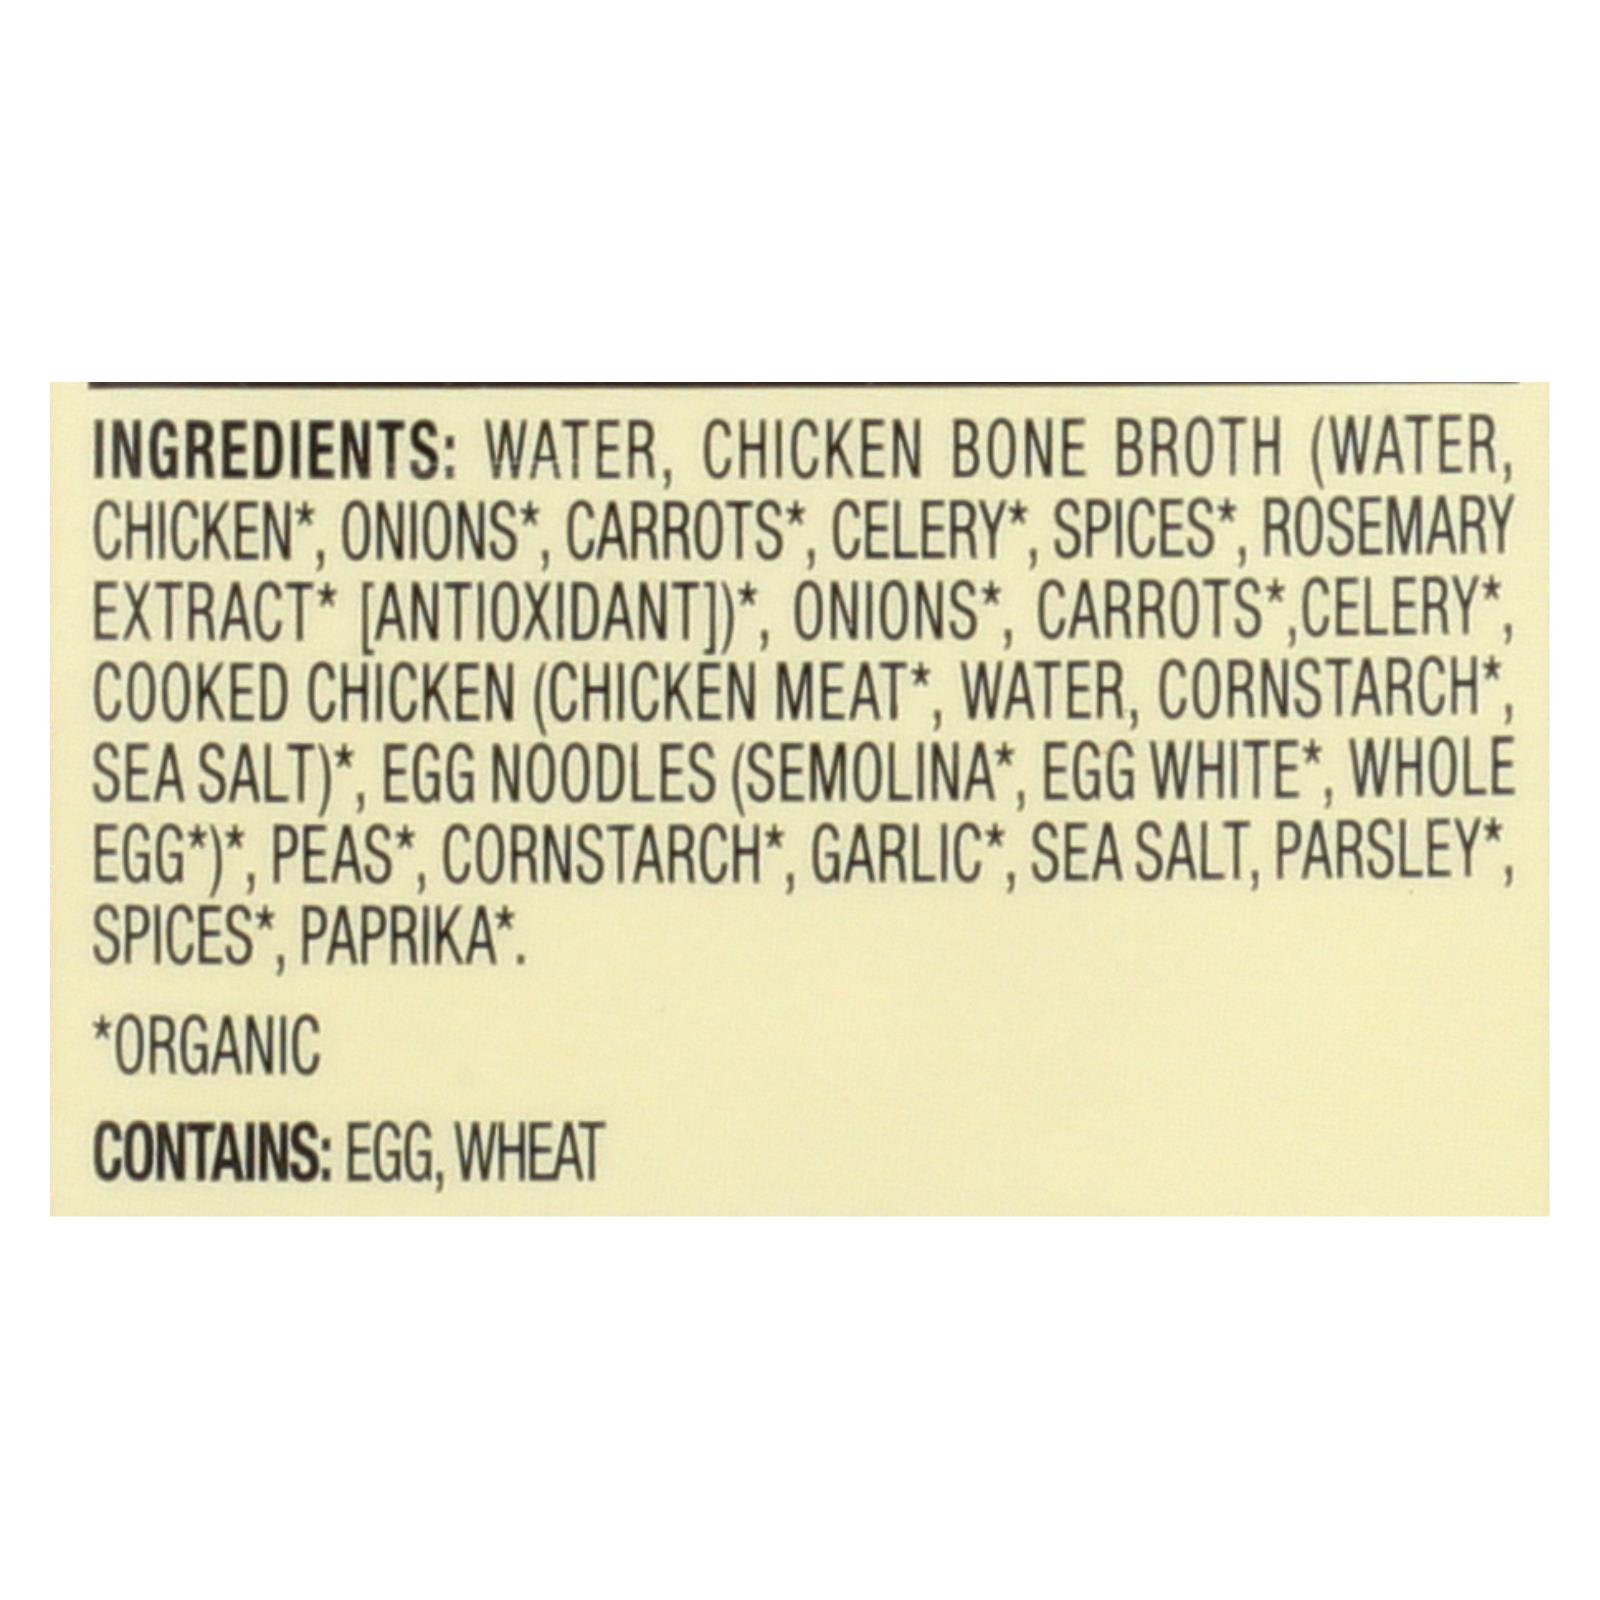 INGREDIENTS: WATER, CHICKEN BONE BROTH (WATER,
CHICKEN*, ONIONS*, CARROTS*, CELERY*, SPICES*, ROSEMARY
EXTRACT* [ANTIOXIDANT])*, ONIONS*, CARROTS*,CELERY*,
COOKED CHICKEN (CHICKEN MEAT*, WATER, CORNSTARCH*,
SEA SALT)*, EGG NOODLES (SEMOLINA*, EGG WHITE*, WHOLE
EGG*)*, PEAS*, CORNSTARCH*, GARLIC*, SEA SALT, PARSLEY*,
SPICES*, PAPRIKA*.
*ORGANIC
CONTAINS: EGG, WHEAT